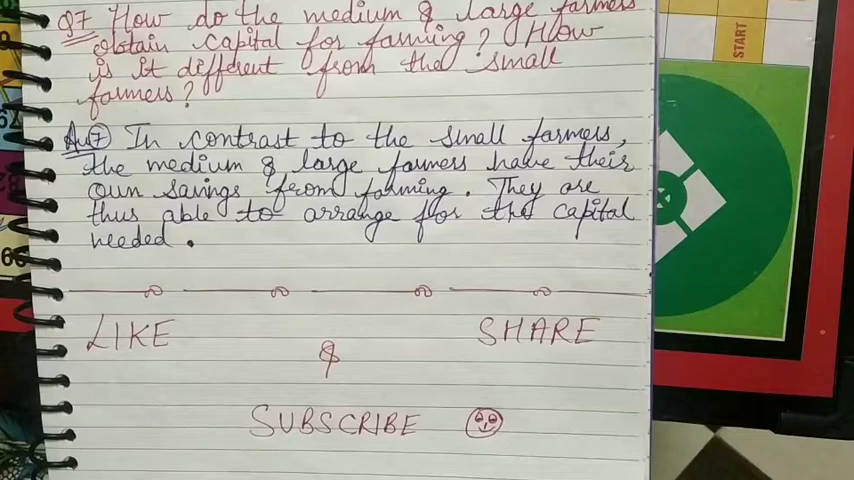 Q7 How do the medium & large farmers
obtain capital for farming? How
is it different from the small
farmers?
Ans7 In contrast to the small farmers,
the medium & large farmers have their
own savings from farming. They are
thus able to arrange for the capital
needed.
LIKE
SHARE
&
SUBSCRIBE
START